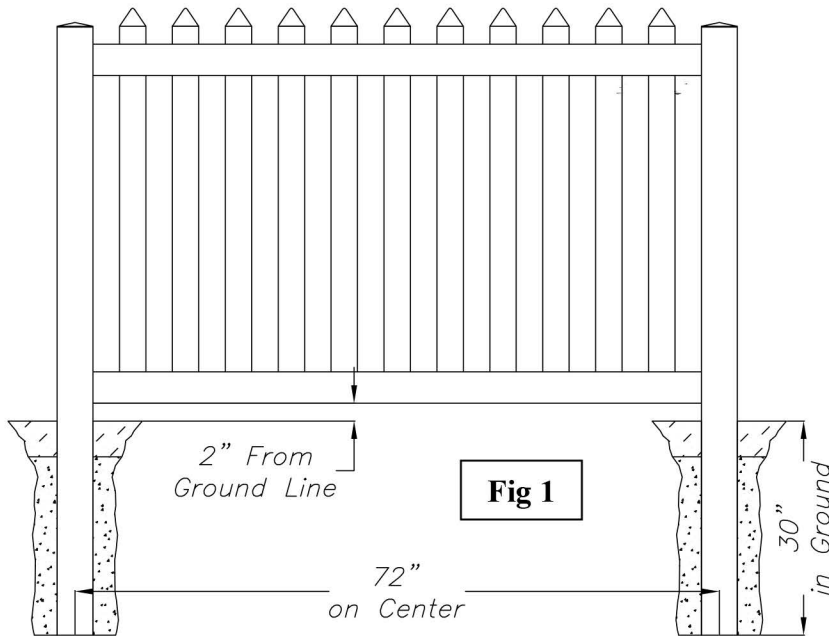 2” From
Ground Line
Fig 1
72”
on Center
30”
in Ground